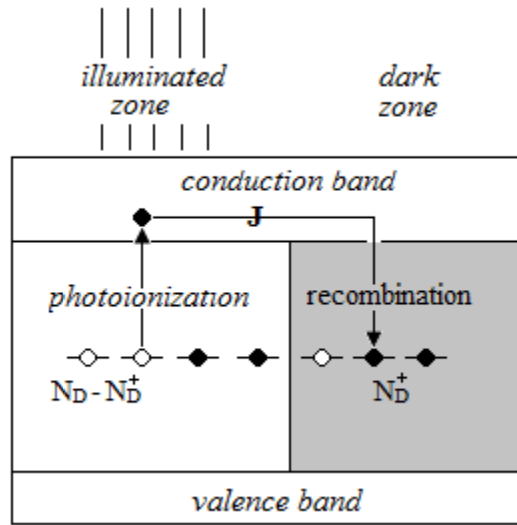 illuminated
zone
dark
zone
conduction band
J
photoionization
recombination
N_D - N_D^+
N_D^+
valence band